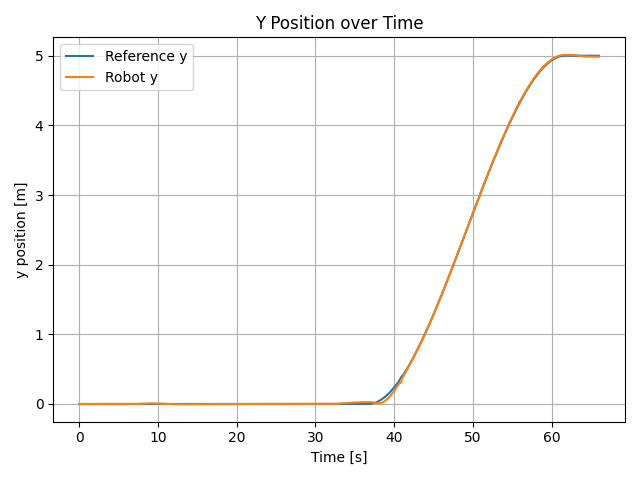 Y Position over Time
Reference y
Robot y
y position [m]
5
4
3
2
1
0
0 10 20 30 40 50 60
Time [s]